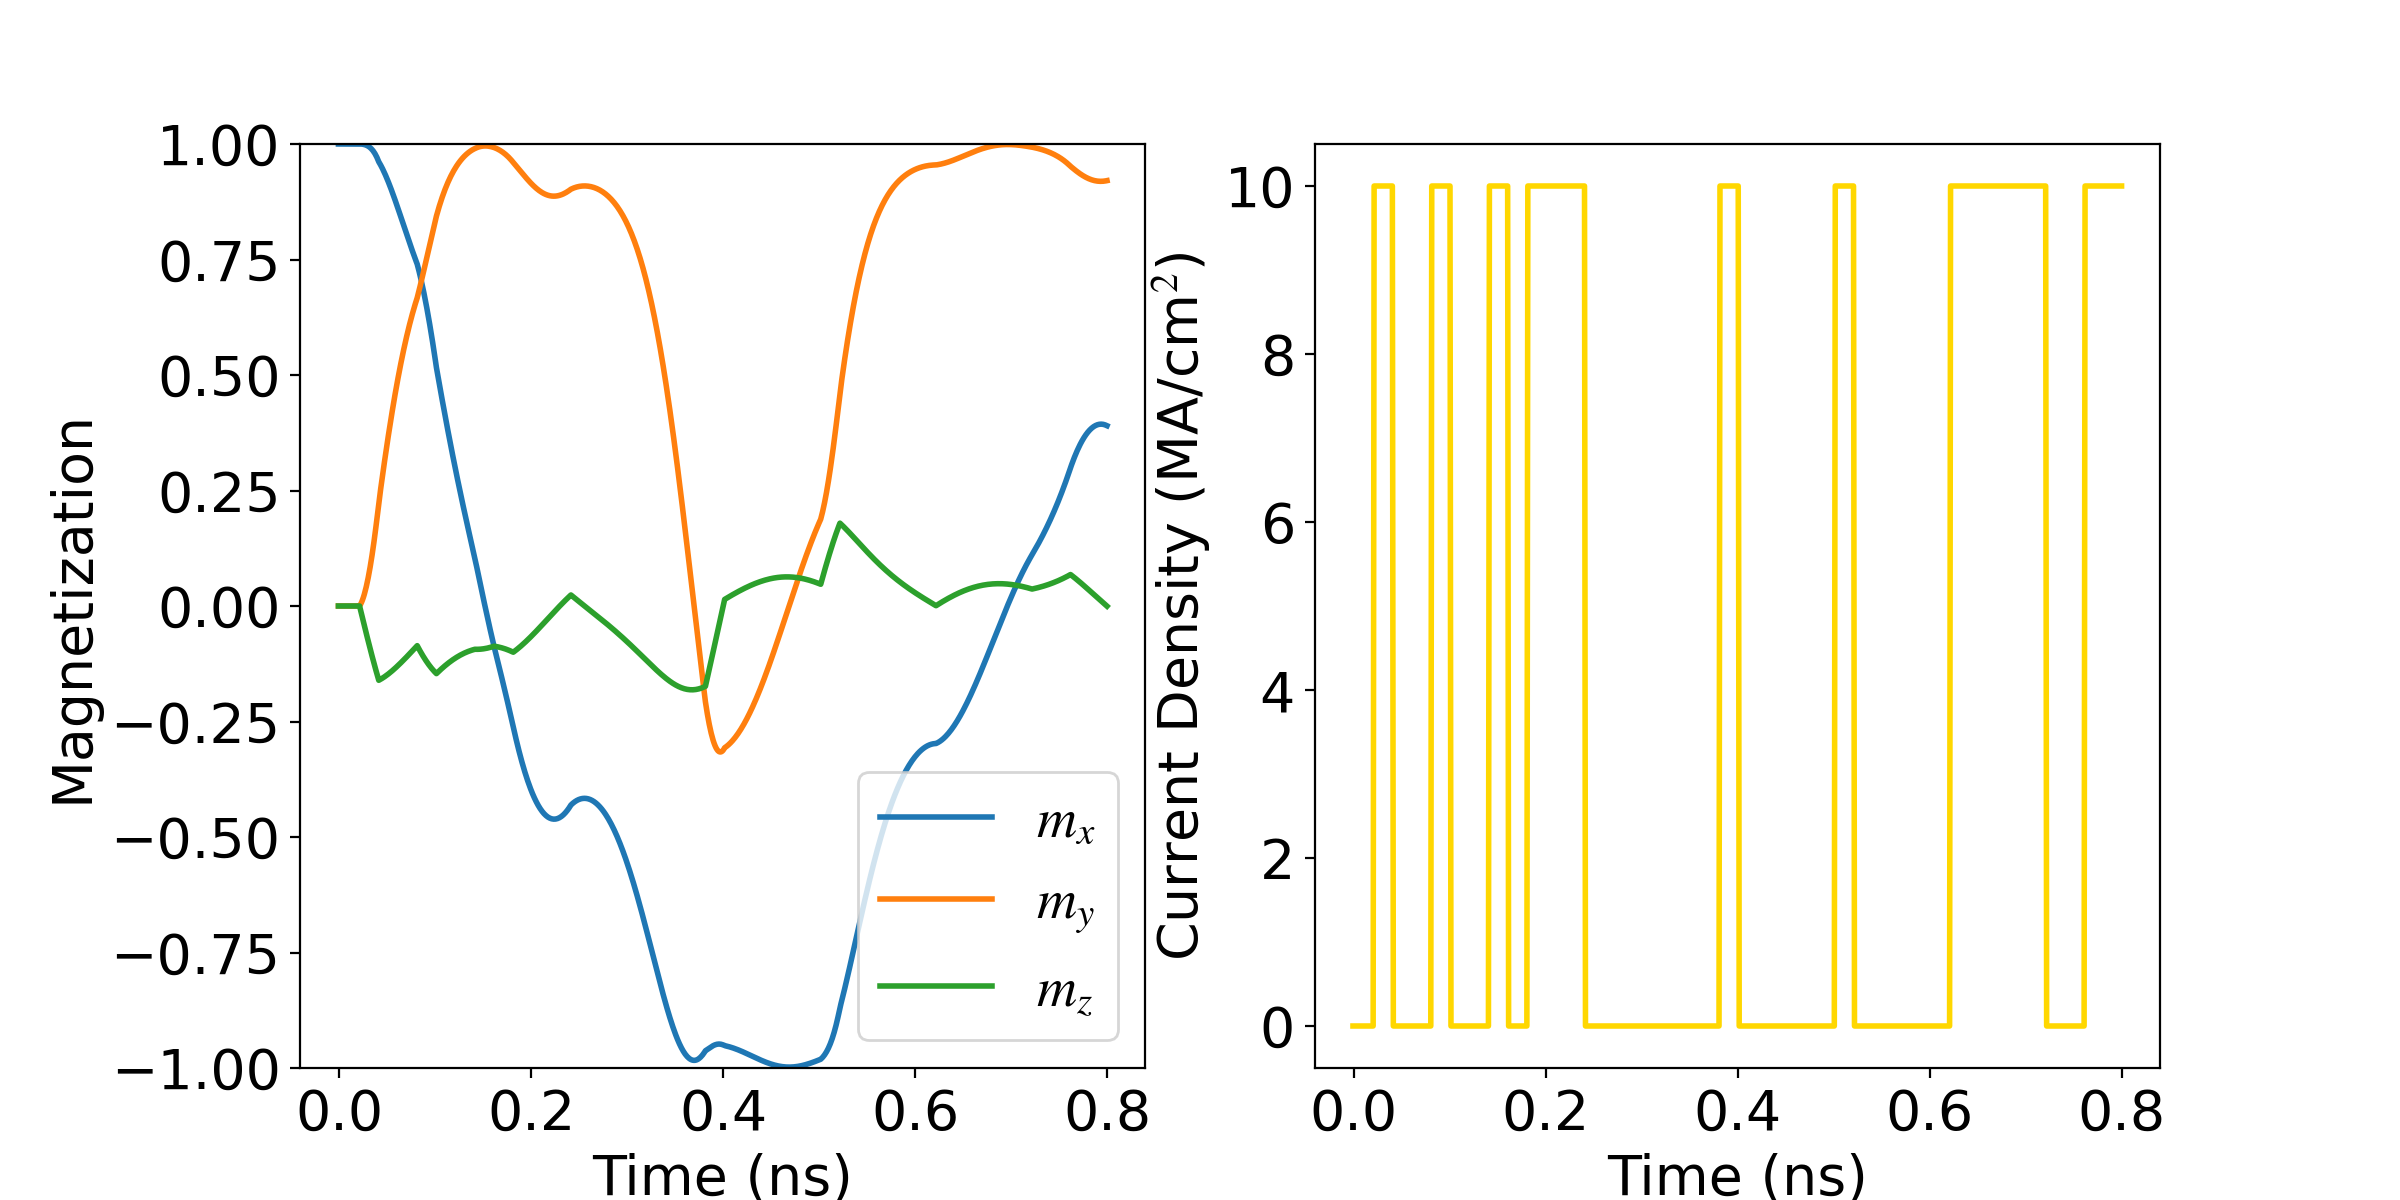 1.00
0.75
0.50
0.25
0.00
−0.25
−0.50
−0.75
−1.00
Magnetization
0.0 0.2 0.4 0.6 0.8
Time (ns)
m_x
m_y
m_z
10
8
6
4
2
0
Current Density (MA/cm²)
0.0 0.2 0.4 0.6 0.8
Time (ns)